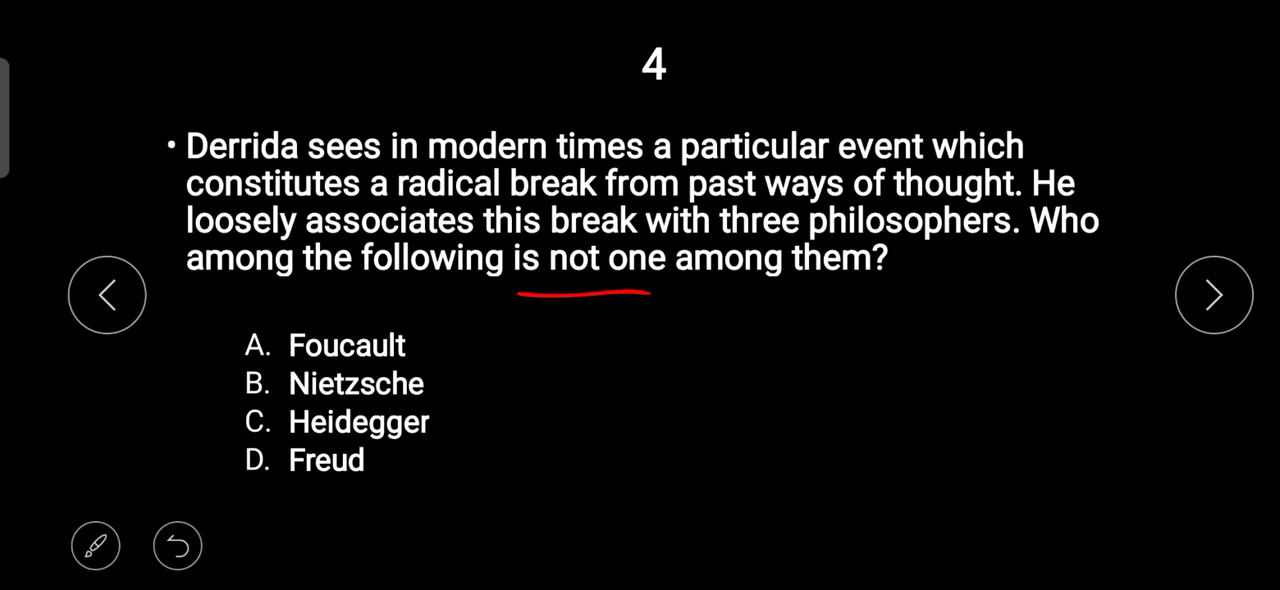 4
• Derrida sees in modern times a particular event which
constitutes a radical break from past ways of thought. He
loosely associates this break with three philosophers. Who
among the following is not one among them?
A. Foucault
B. Nietzsche
C. Heidegger
D. Freud